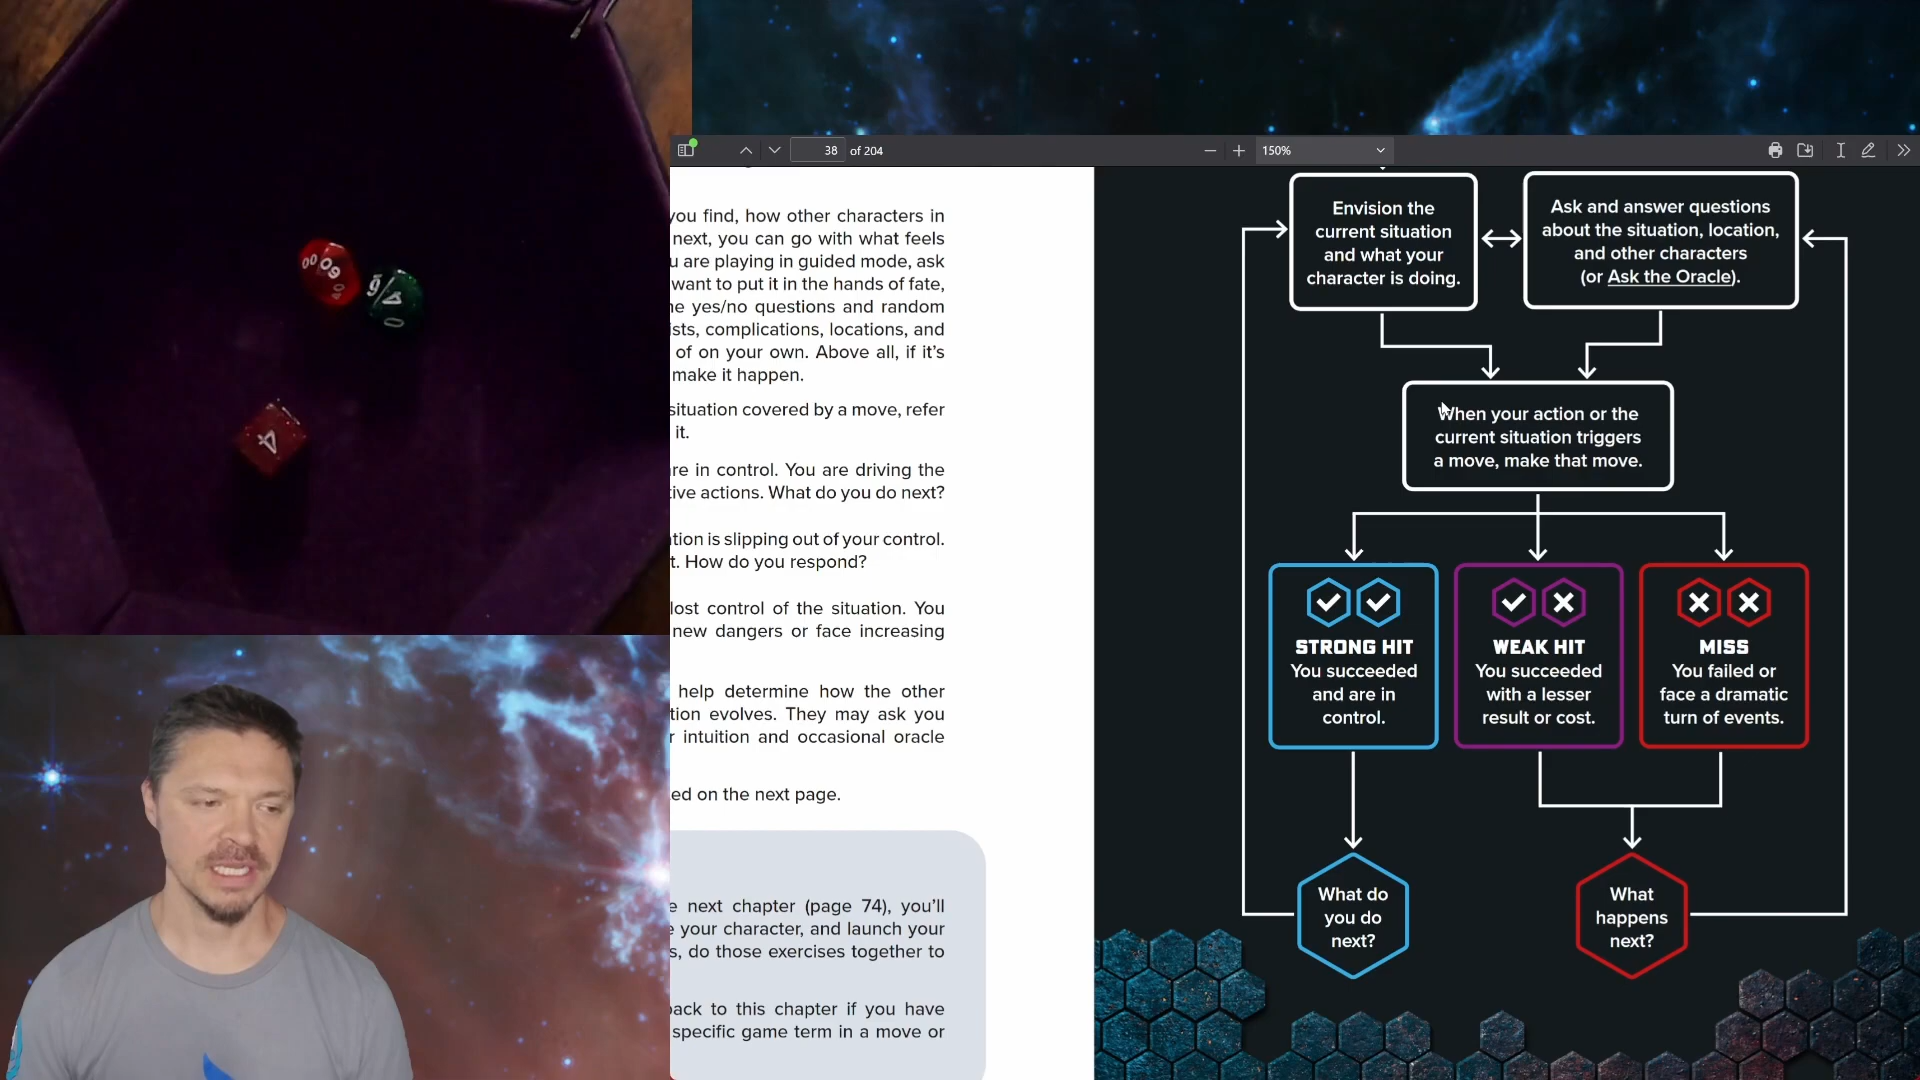 38 of 204
150%
you find, how other characters in
next, you can go with what feels
u are playing in guided mode, ask
want to put it in the hands of fate,
ne yes/no questions and random
ists, complications, locations, and
of on your own. Above all, if it's
make it happen.
situation covered by a move, refer
it.
re in control. You are driving the
tive actions. What do you do next?
tion is slipping out of your control.
t. How do you respond?
lost control of the situation. You
new dangers or face increasing
help determine how the other
tion evolves. They may ask you
r intuition and occasional oracle
ed on the next page.
e next chapter (page 74), you'll
e your character, and launch your
s, do those exercises together to
back to this chapter if you have
specific game term in a move or
Envision the
current situation
and what your
character is doing.
Ask and answer questions
about the situation, location,
and other characters
(or Ask the Oracle).
When your action or the
current situation triggers
a move, make that move.
STRONG HIT
You succeeded
and are in
control.
WEAK HIT
You succeeded
with a lesser
result or cost.
MISS
You failed or
face a dramatic
turn of events.
What do
you do
next?
What
happens
next?
00
60
4
0
4